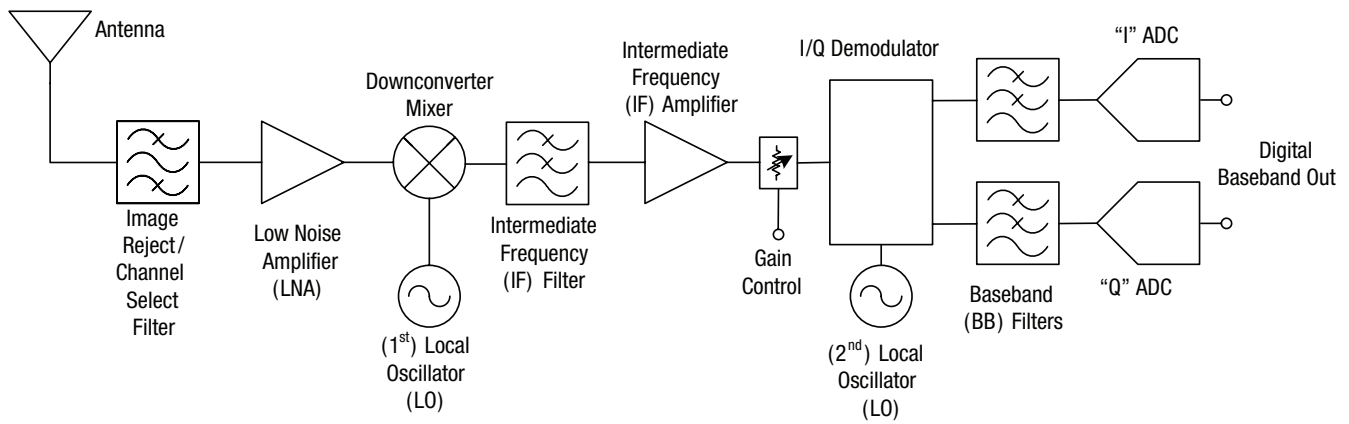 Antenna
Image
Reject/
Channel
Select
Filter
Low Noise
Amplifier
(LNA)
Downconverter
Mixer
(1st) Local
Oscillator
(LO)
Intermediate
Frequency
(IF) Filter
Intermediate
Frequency
(IF) Amplifier
Gain
Control
I/Q Demodulator
(2nd) Local
Oscillator
(LO)
Baseband
(BB) Filters
“I” ADC
“Q” ADC
Digital
Baseband Out